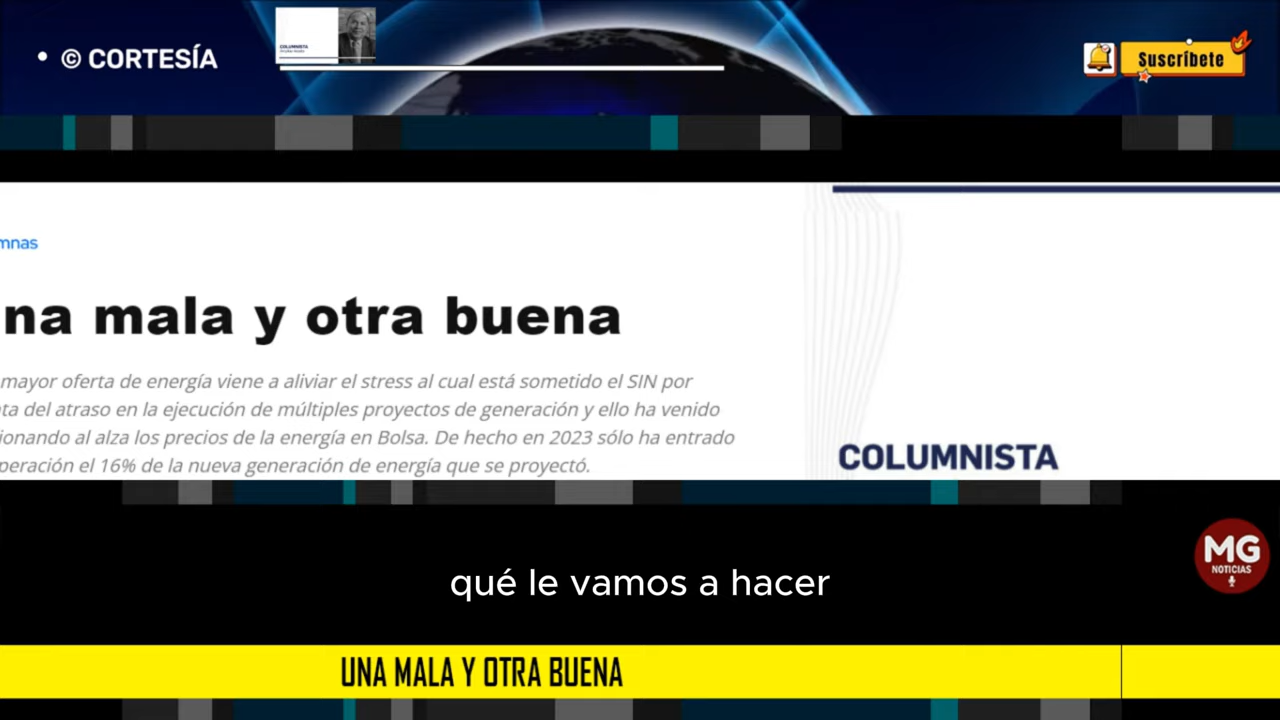 • © CORTESÍA
COLUMNISTA
Suscríbete
mnas
na mala y otra buena
mayor oferta de energía viene a aliviar el stress al cual está sometido el SIN por
ta del atraso en la ejecución de múltiples proyectos de generación y ello ha venido
ionando al alza los precios de la energía en Bolsa. De hecho en 2023 sólo ha entrado
peración el 16% de la nueva generación de energía que se proyectó.
COLUMNISTA
MG
NOTICIAS
qué le vamos a hacer
UNA MALA Y OTRA BUENA